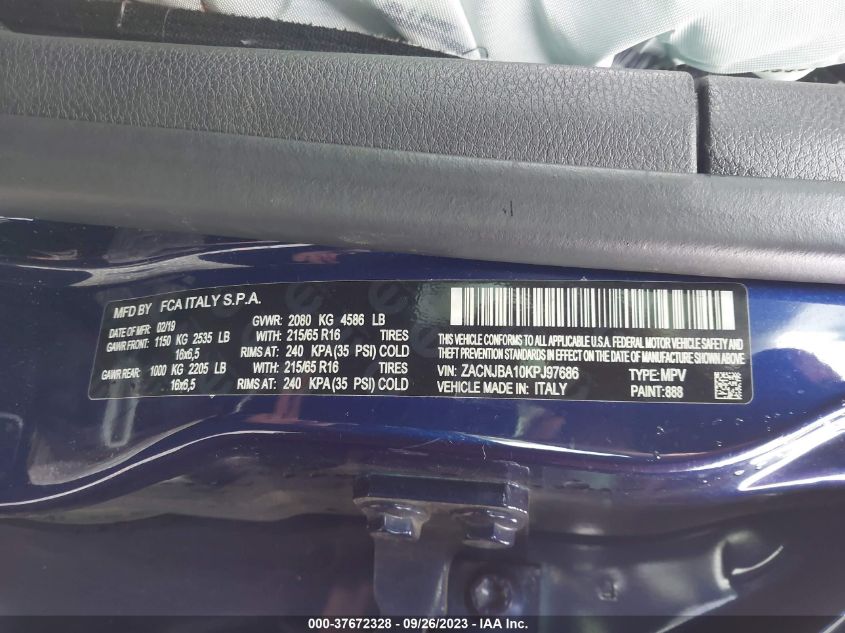 MFD BY FCA ITALY S.P.A.
DATE OF MFR 02/19 GVWR: 2080 KG 4586 LB
GAWR FRONT: 1150 KG 2535 LB WITH: 215/65 R16 TIRES
16x6,5 RIMS AT: 240 KPA (35 PSI) COLD
GAWR REAR: 1000 KG 2205 LB WITH: 215/65 R16 TIRES
16x6,5 RIMS AT: 240 KPA (35 PSI) COLD
THIS VEHICLE CONFORMS TO ALL APPLICABLE U.S. FEDERAL MOTOR VEHICLE SAFETY AND
THEFT PREVENTION STANDARDS IN EFFECT ON THE DATE OF MANUFACTURE SHOWN ABOVE.
VIN: ZACNJBA10KPJ97686 TYPE: MPV
VEHICLE MADE IN: ITALY PAINT:888
000-37672328 - 09/26/2023 - IAA Inc.